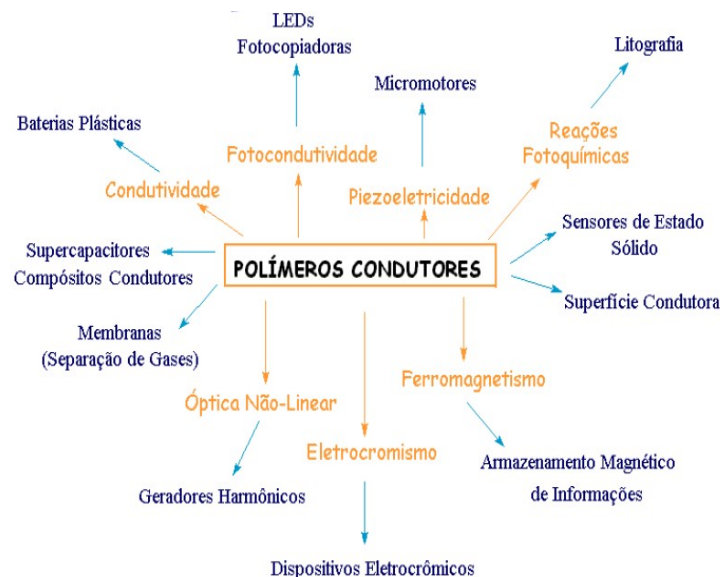 LEDs
Fotocopiadoras
Litografia
Micromotores
Baterias Plásticas
Reações
Fotoquímicas
Fotocondutividade
Condutividade
Piezoeletricidade
Sensores de Estado
Sólido
Supercapacitores
Compósitos Condutores
POLÍMEROS CONDUTORES
Superfície Condutora
Membranas
(Separação de Gases)
Ferromagnetismo
Óptica Não-Linear
Eletrocromismo
Armazenamento Magnético
de Informações
Geradores Harmônicos
Dispositivos Eletrocrômicos